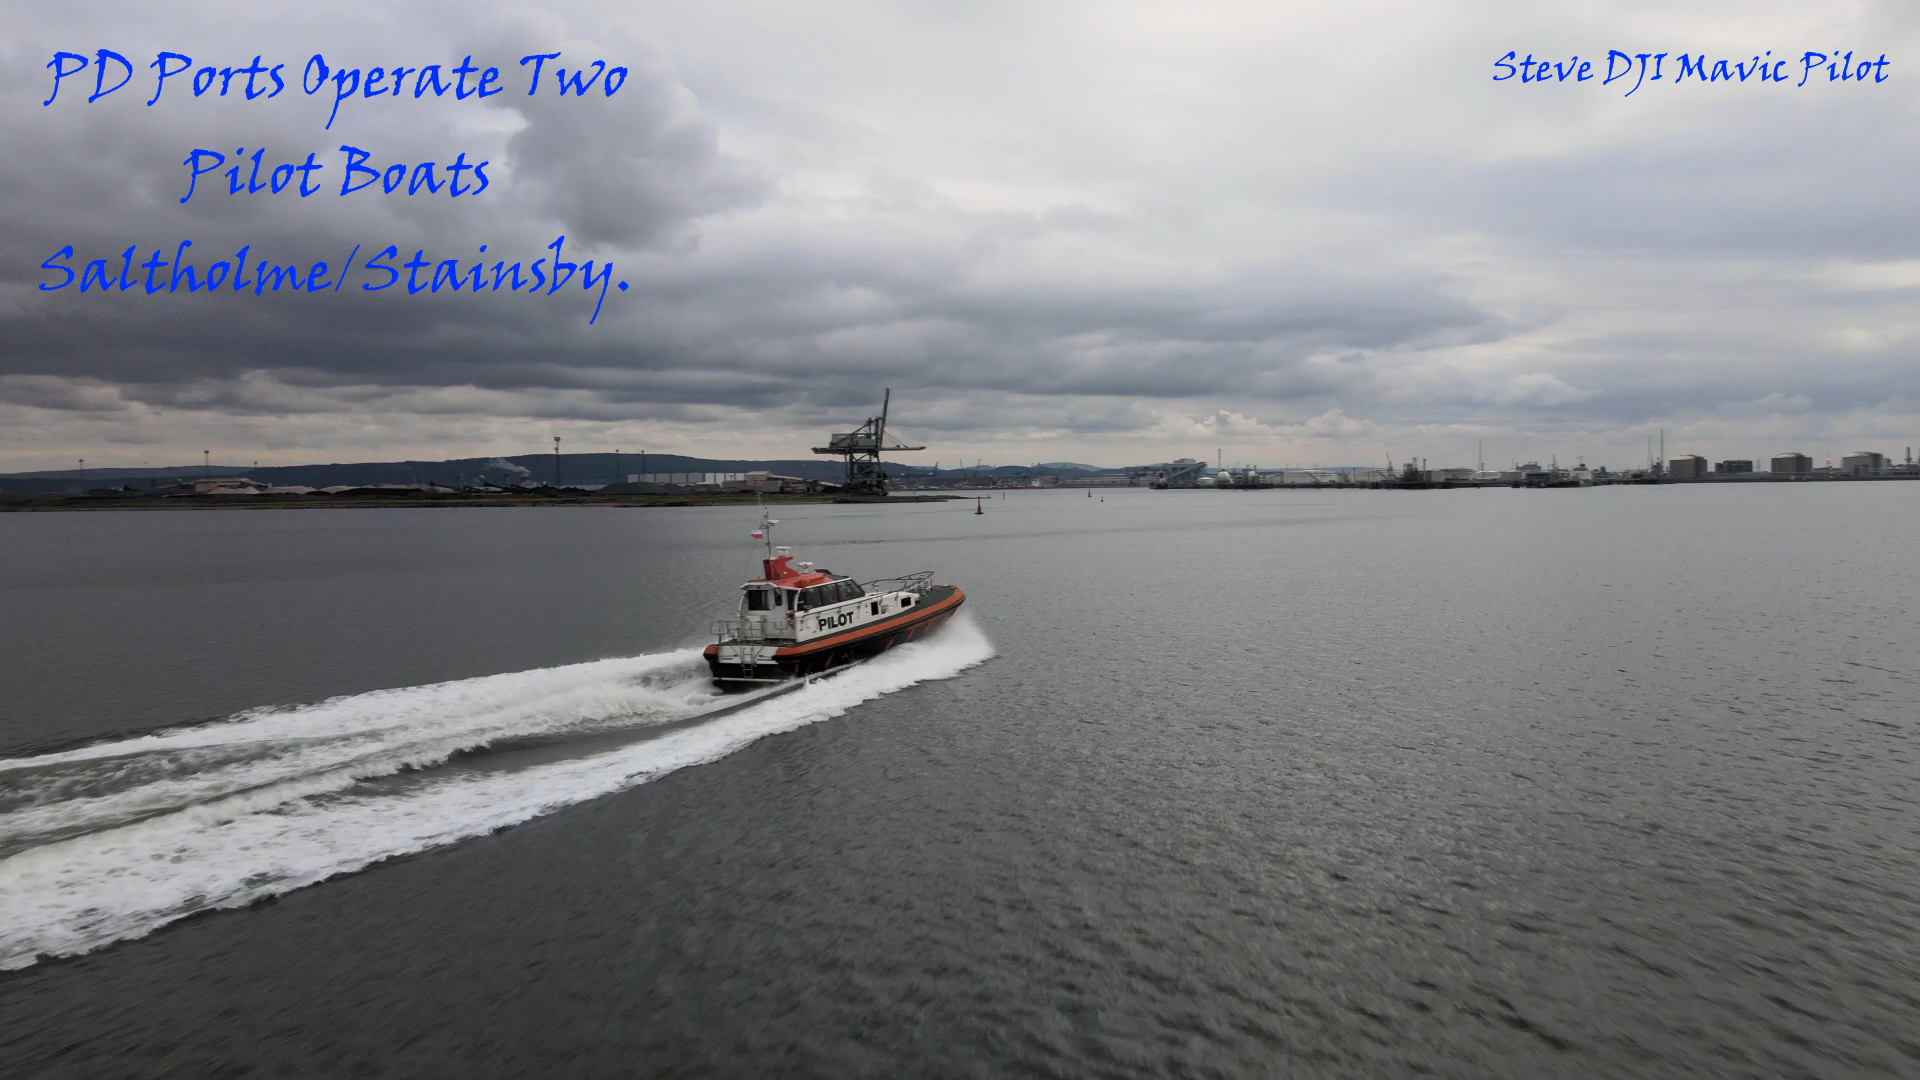 PD Ports Operate Two
Pilot Boats
Saltholme/Stainsby.
Steve DJI Mavic Pilot
PILOT